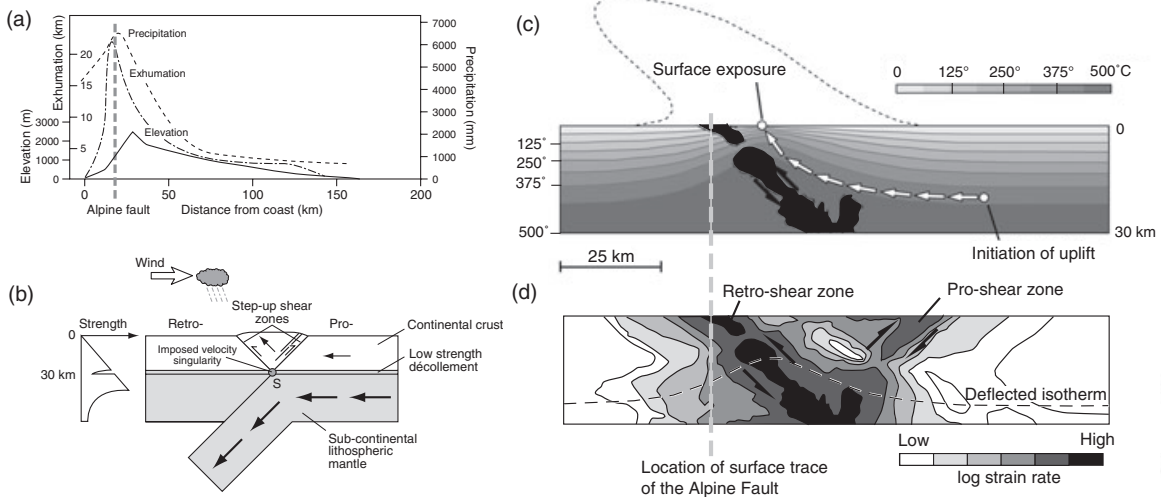 (a)
Exhumation (km)
Elevation (m)
20
15
10
5
3000
2000
1000
0
Precipitation
Exhumation
Elevation
7000
6000
5000
4000
3000
2000
1000
0
Precipitation (mm)
0
50
100
150
200
Alpine fault
Distance from coast (km)
(b)
Wind
Step-up shear
zones
Strength
Retro-
Pro-
Continental crust
0
Imposed velocity
singularity
Low strength
décollement
30 km
S
Sub-continental
lithospheric
mantle
(c)
Surface exposure
0
125°
250°
375°
500°C
0
125°
250°
375°
500°
30 km
Initiation of uplift
25 km
(d)
Retro-shear zone
Pro-shear zone
Deflected isotherm
Low
High
log strain rate
Location of surface trace
of the Alpine Fault